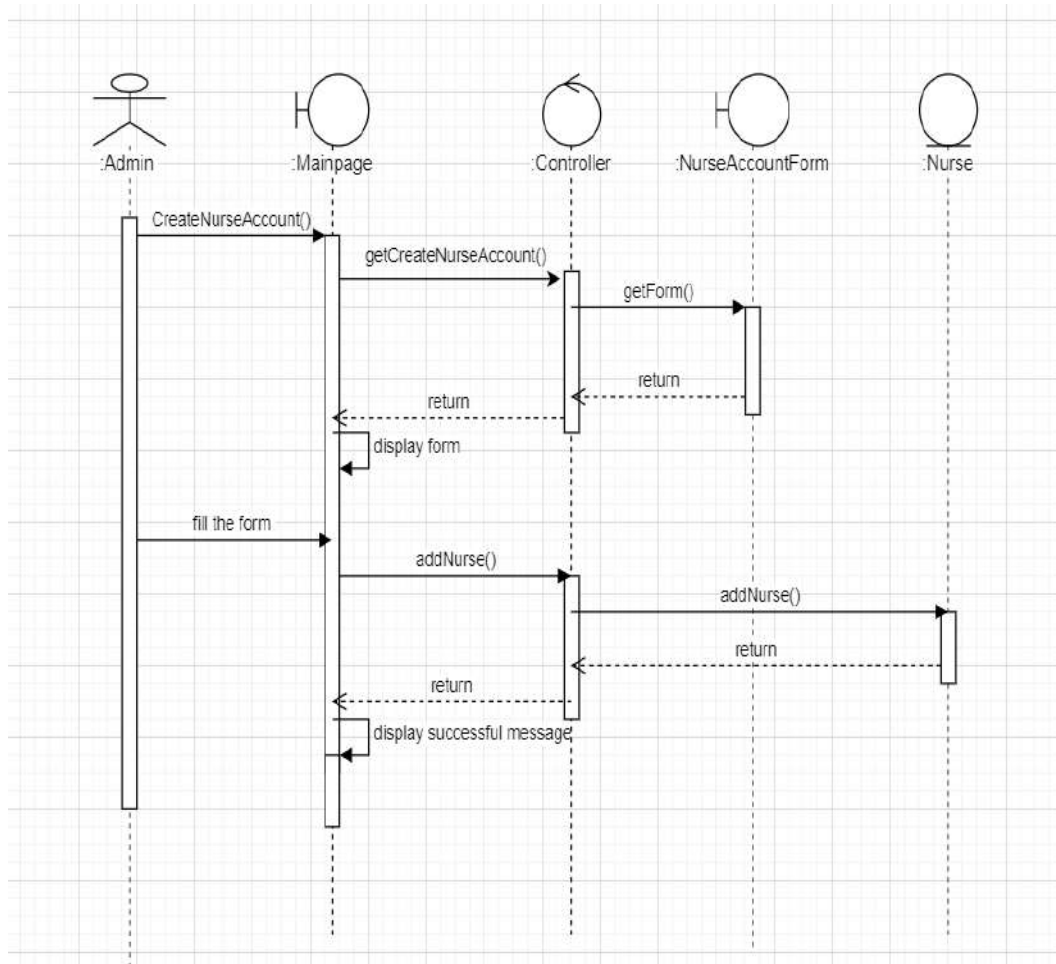 :Admin
:Mainpage
:Controller
:NurseAccountForm
:Nurse
CreateNurseAccount()
getCreateNurseAccount()
getForm()
return
return
display form
fill the form
addNurse()
addNurse()
return
return
display successful message